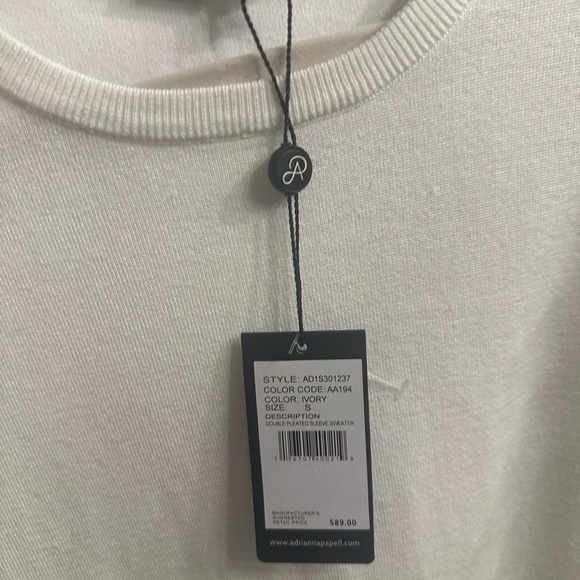 STYLE: AD1S301237
COLOR CODE: AA194
COLOR: IVORY
SIZE: S
DESCRIPTION
DOUBLE PLEATED SLEEVE SWEATER
MANUFACTURER'S
SUGGESTED
RETAIL PRICE $89.00
www.adriannapapell.com